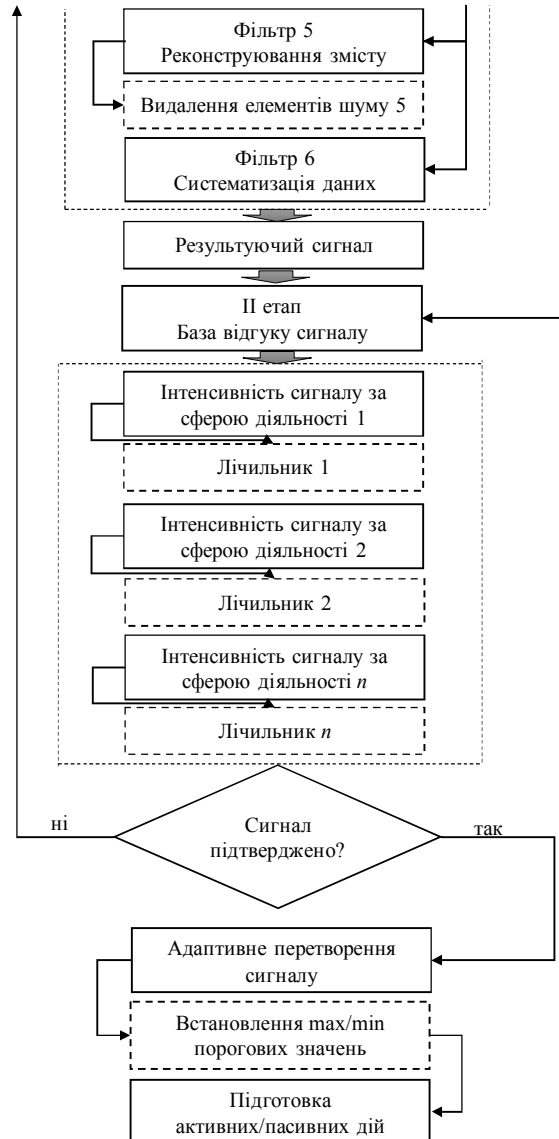 Фільтр 5
Реконструювання змісту
Видалення елементів шуму 5
Фільтр 6
Систематизація даних
Результуючий сигнал
ІІ етап
База відгуку сигналу
Інтенсивність сигналу за
сферою діяльності 1
Лічильник 1
Інтенсивність сигналу за
сферою діяльності 2
Лічильник 2
Інтенсивність сигналу за
сферою діяльності n
Лічильник n
ні
Сигнал
підтверджено?
так
Адаптивне перетворення
сигналу
Встановлення max/min
порогових значень
Підготовка
активних/пасивних дій